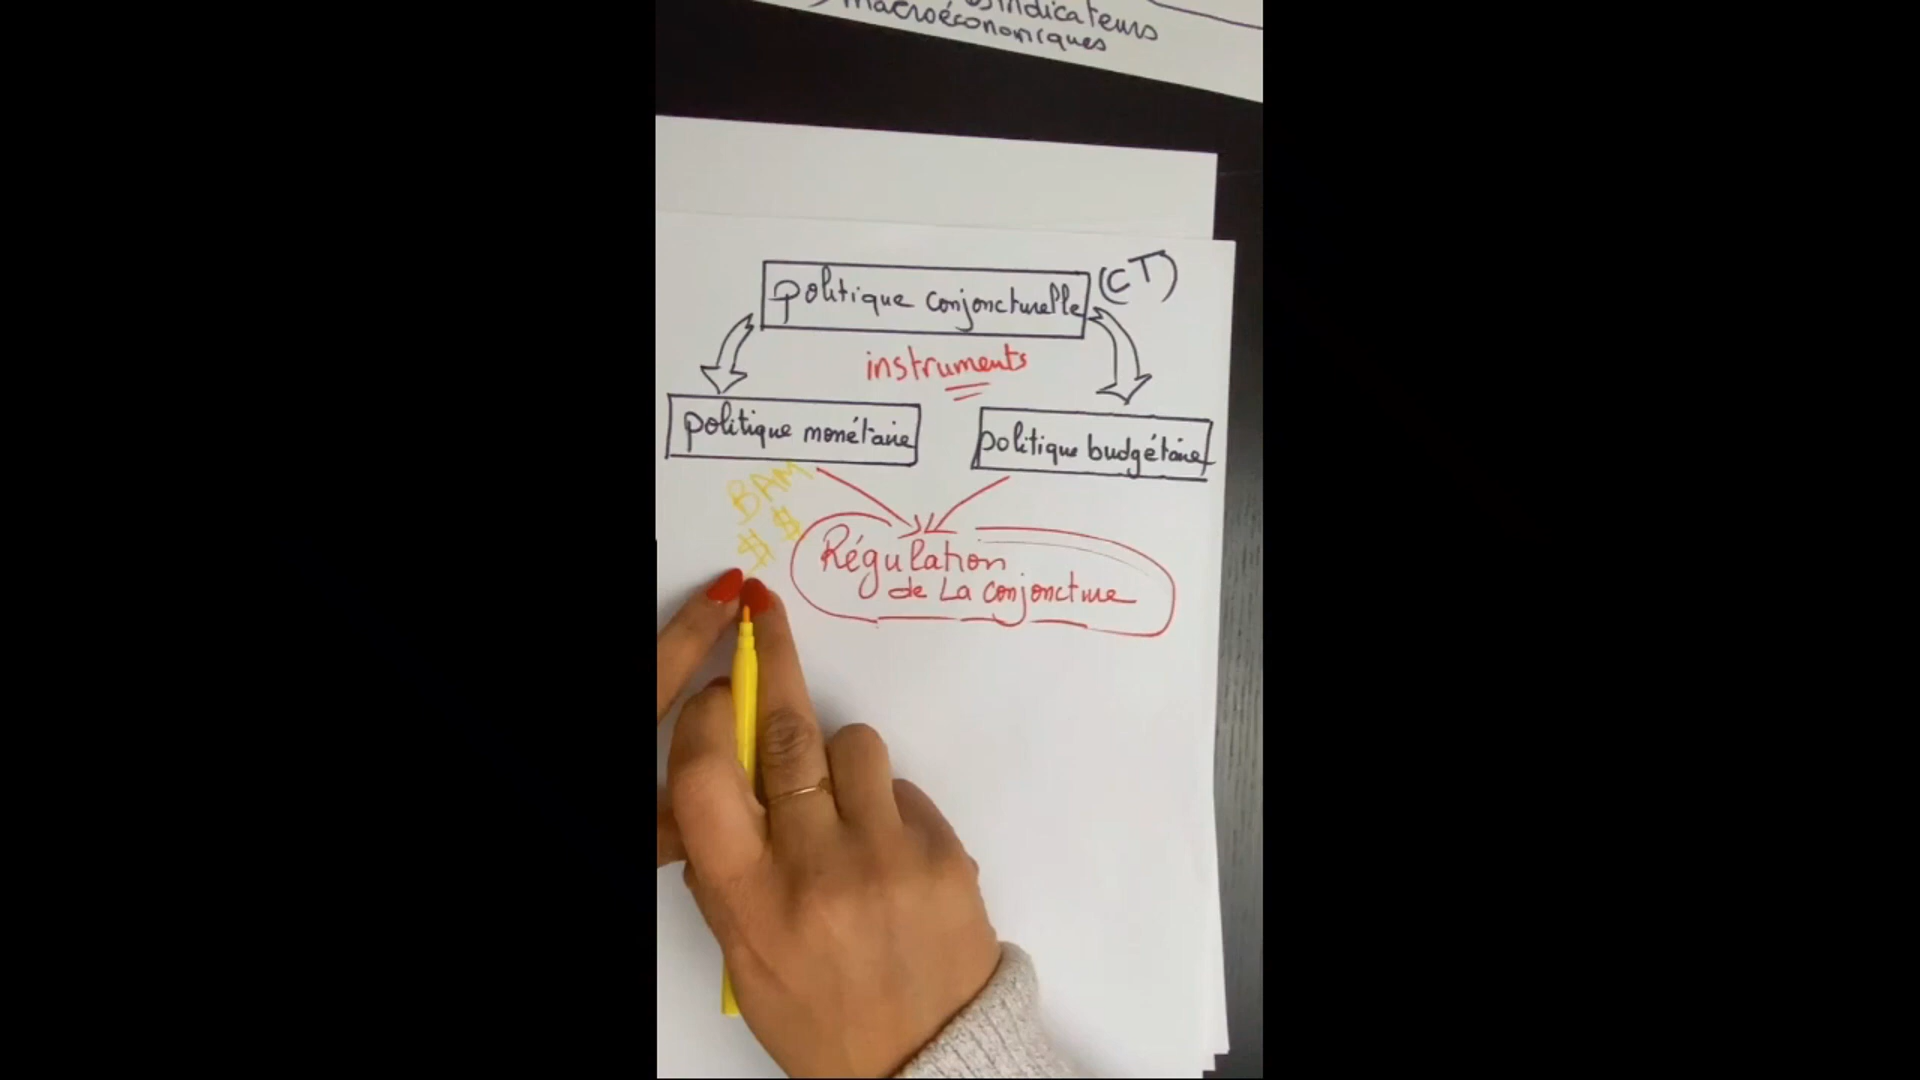 indicateurs
macroéconomiques
politique conjoncturelle (CT)
instruments
politique monétaire
politique budgétaire
BAM
$ $
Régulation
de La conjoncture